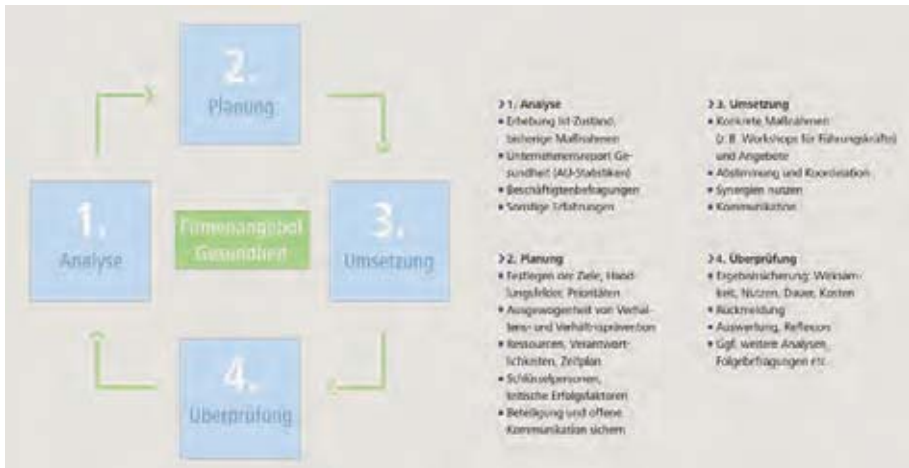 2.
Planung
1.
Analyse
Firmenangebot
Gesundheit
3.
Umsetzung
4.
Überprüfung
> 1. Analyse
• Erhebung Ist-Zustand,
bisherige Maßnahmen
• Unternehmensreport Ge-
sundheit (AU-Statistiken)
• Beschäftigtenbefragungen
• Sonstige Erfahrungen
> 2. Planung
• Festlegen der Ziele, Hand-
lungsfelder, Prioritäten
• Ausgewogenheit von Verhal-
tens- und Verhältnisprävention
• Ressourcen, Verantwort-
lichkeiten, Zeitplan
• Schlüsselpersonen,
kritische Erfolgsfaktoren
• Beteiligung und offene
Kommunikation sichern
> 3. Umsetzung
• Konkrete Maßnahmen
(z.B. Workshops für Führungskräfte)
und Angebote
• Abstimmung und Koordination
• Synergien nutzen
• Kommunikation
> 4. Überprüfung
• Ergebnissicherung: Wirksam-
keit, Nutzen, Dauer, Kosten
• Rückmeldung
• Auswertung, Reflexion
• Ggf. weitere Analysen,
Folgebefragungen etc.